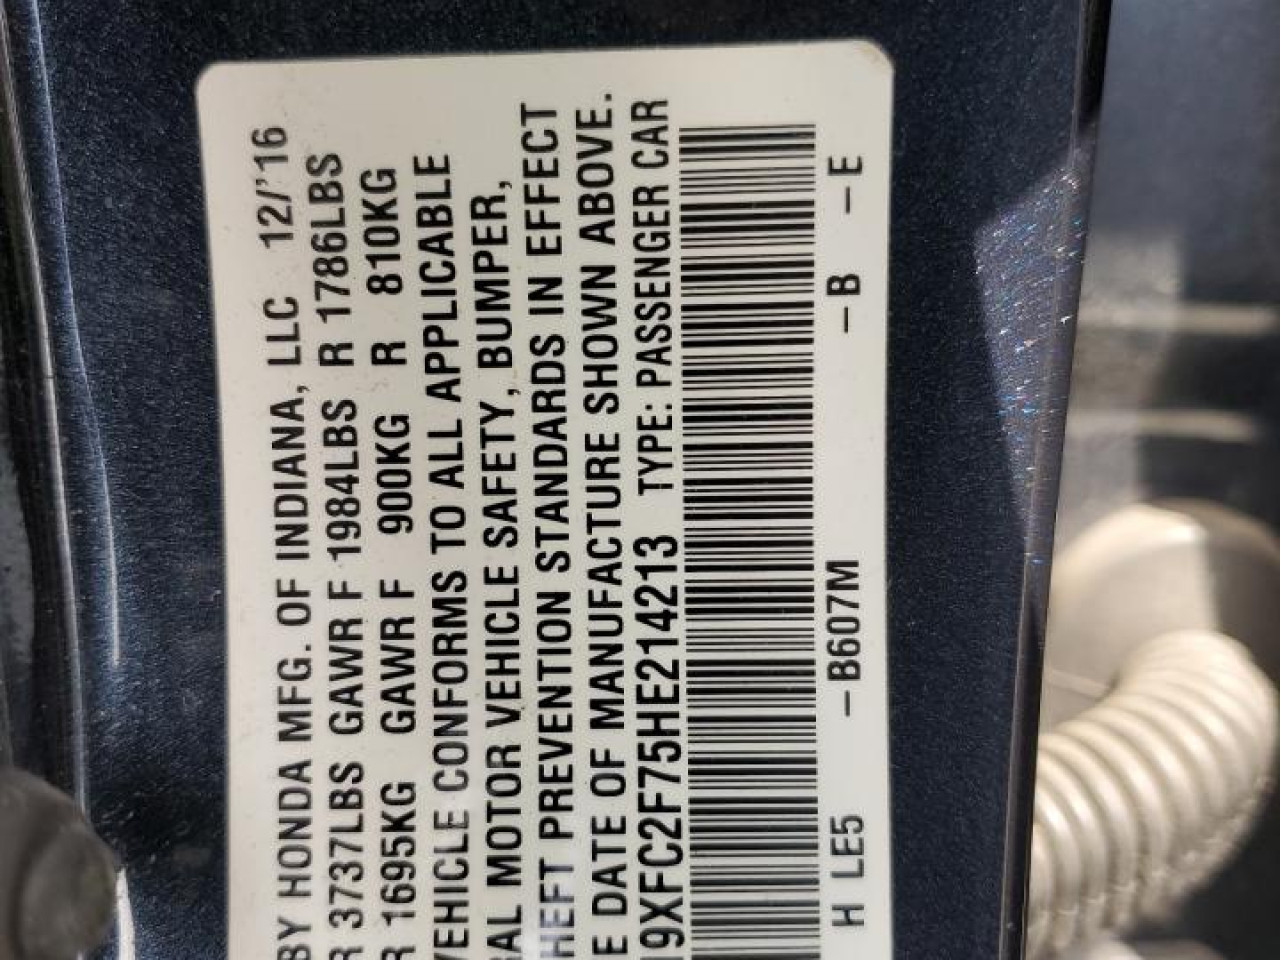 BY HONDA MFG. OF INDIANA, LLC 12/'16
R 3737LBS GAWR F 1984LBS R 1786LBS
R 1695KG GAWR F 900KG R 810KG
VEHICLE CONFORMS TO ALL APPLICABLE
RAL MOTOR VEHICLE SAFETY, BUMPER,
HEFT PREVENTION STANDARDS IN EFFECT
E DATE OF MANUFACTURE SHOWN ABOVE.
19XFC2F75HE214213 TYPE: PASSENGER CAR
H LE5 –B607M –B –E